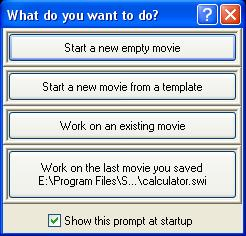 What do you want to do?
Start a new empty movie
Start a new movie from a template
Work on an existing movie
Work on the last movie you saved
E:\Program Files\S...\calculator.swi
Show this prompt at startup